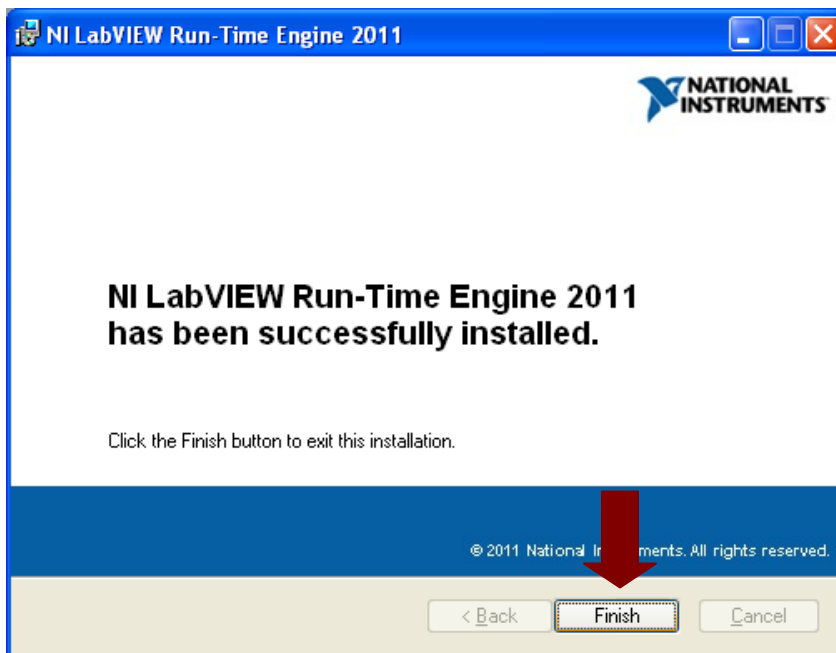 NI LabVIEW Run-Time Engine 2011
NATIONAL
INSTRUMENTS
NI LabVIEW Run-Time Engine 2011
has been successfully installed.
Click the Finish button to exit this installation.
© 2011 National In ments. All rights reserved.
< Back Finish Cancel